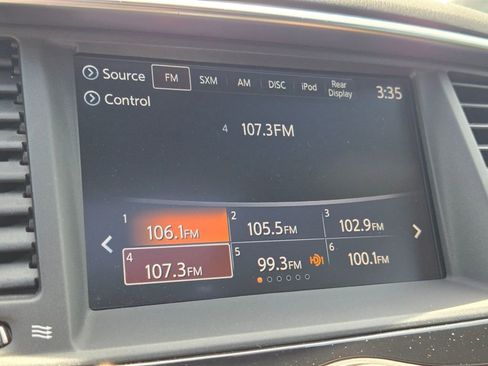 Source FM SXM AM DISC iPod Rear Display 3:35
Control
4 107.3FM
1 106.1FM 2 105.5FM 3 102.9FM
4 107.3FM 5 99.3FM HD1 6 100.1FM